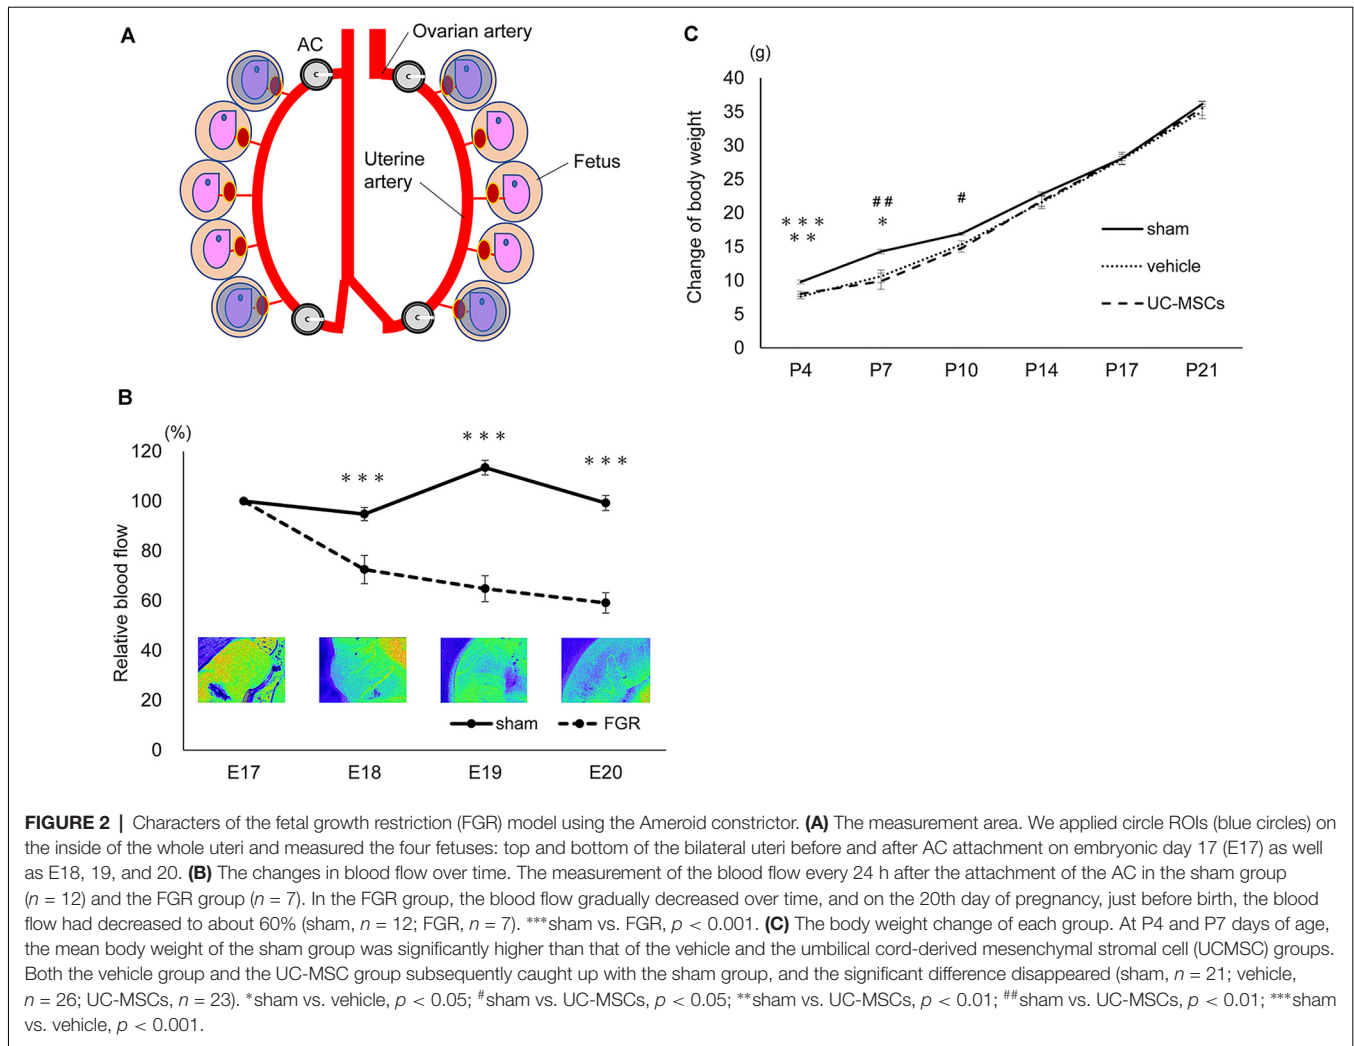 A
AC
Ovarian artery
Uterine
artery
Fetus
c
c
c
c
B
(%)
Relative blood flow
120
100
80
60
40
20
0
***
***
***
sham
FGR
E17
E18
E19
E20
C
(g)
Change of body weight
40
35
30
25
20
15
10
5
0
***
**
##
*
#
sham
vehicle
UC-MSCs
P4
P7
P10
P14
P17
P21
FIGURE 2 | Characters of the fetal growth restriction (FGR) model using the Ameroid constrictor. (A) The measurement area. We applied circle ROIs (blue circles) on
the inside of the whole uteri and measured the four fetuses: top and bottom of the bilateral uteri before and after AC attachment on embryonic day 17 (E17) as well
as E18, 19, and 20. (B) The changes in blood flow over time. The measurement of the blood flow every 24 h after the attachment of the AC in the sham group
(n = 12) and the FGR group (n = 7). In the FGR group, the blood flow gradually decreased over time, and on the 20th day of pregnancy, just before birth, the blood
flow had decreased to about 60% (sham, n = 12; FGR, n = 7). ***sham vs. FGR, p < 0.001. (C) The body weight change of each group. At P4 and P7 days of age,
the mean body weight of the sham group was significantly higher than that of the vehicle and the umbilical cord-derived mesenchymal stromal cell (UCMSC) groups.
Both the vehicle group and the UC-MSC group subsequently caught up with the sham group, and the significant difference disappeared (sham, n = 21; vehicle,
n = 26; UC-MSCs, n = 23). *sham vs. vehicle, p < 0.05; #sham vs. UC-MSCs, p < 0.05; **sham vs. UC-MSCs, p < 0.01; ##sham vs. UC-MSCs, p < 0.01; ***sham
vs. vehicle, p < 0.001.